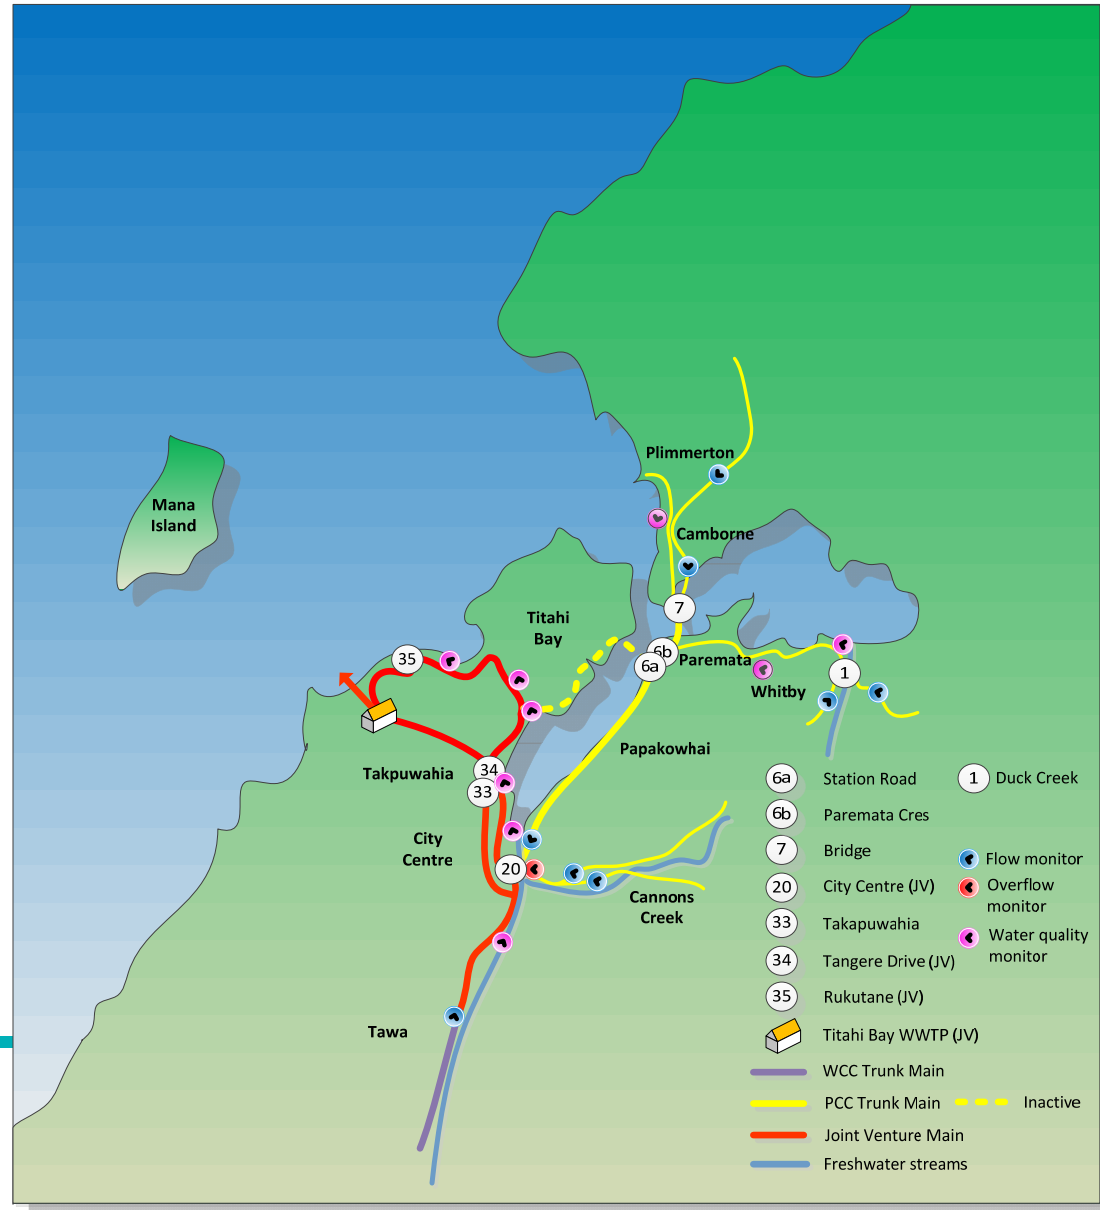 Plimmerton
Mana
Island
Camborne
7
Titahi
Bay
35
6b
6a
Paremata
1
Whitby
Papakowhai
Takpuwahia
34
33
City
Centre
20
Cannons
Creek
Tawa
6a Station Road
1 Duck Creek
6b Paremata Cres
7 Bridge
Flow monitor
20 City Centre (JV)
Overflow
monitor
33 Takapuwahia
Water quality
monitor
34 Tangere Drive (JV)
35 Rukutane (JV)
Titahi Bay WWTP (JV)
WCC Trunk Main
PCC Trunk Main
Inactive
Joint Venture Main
Freshwater streams